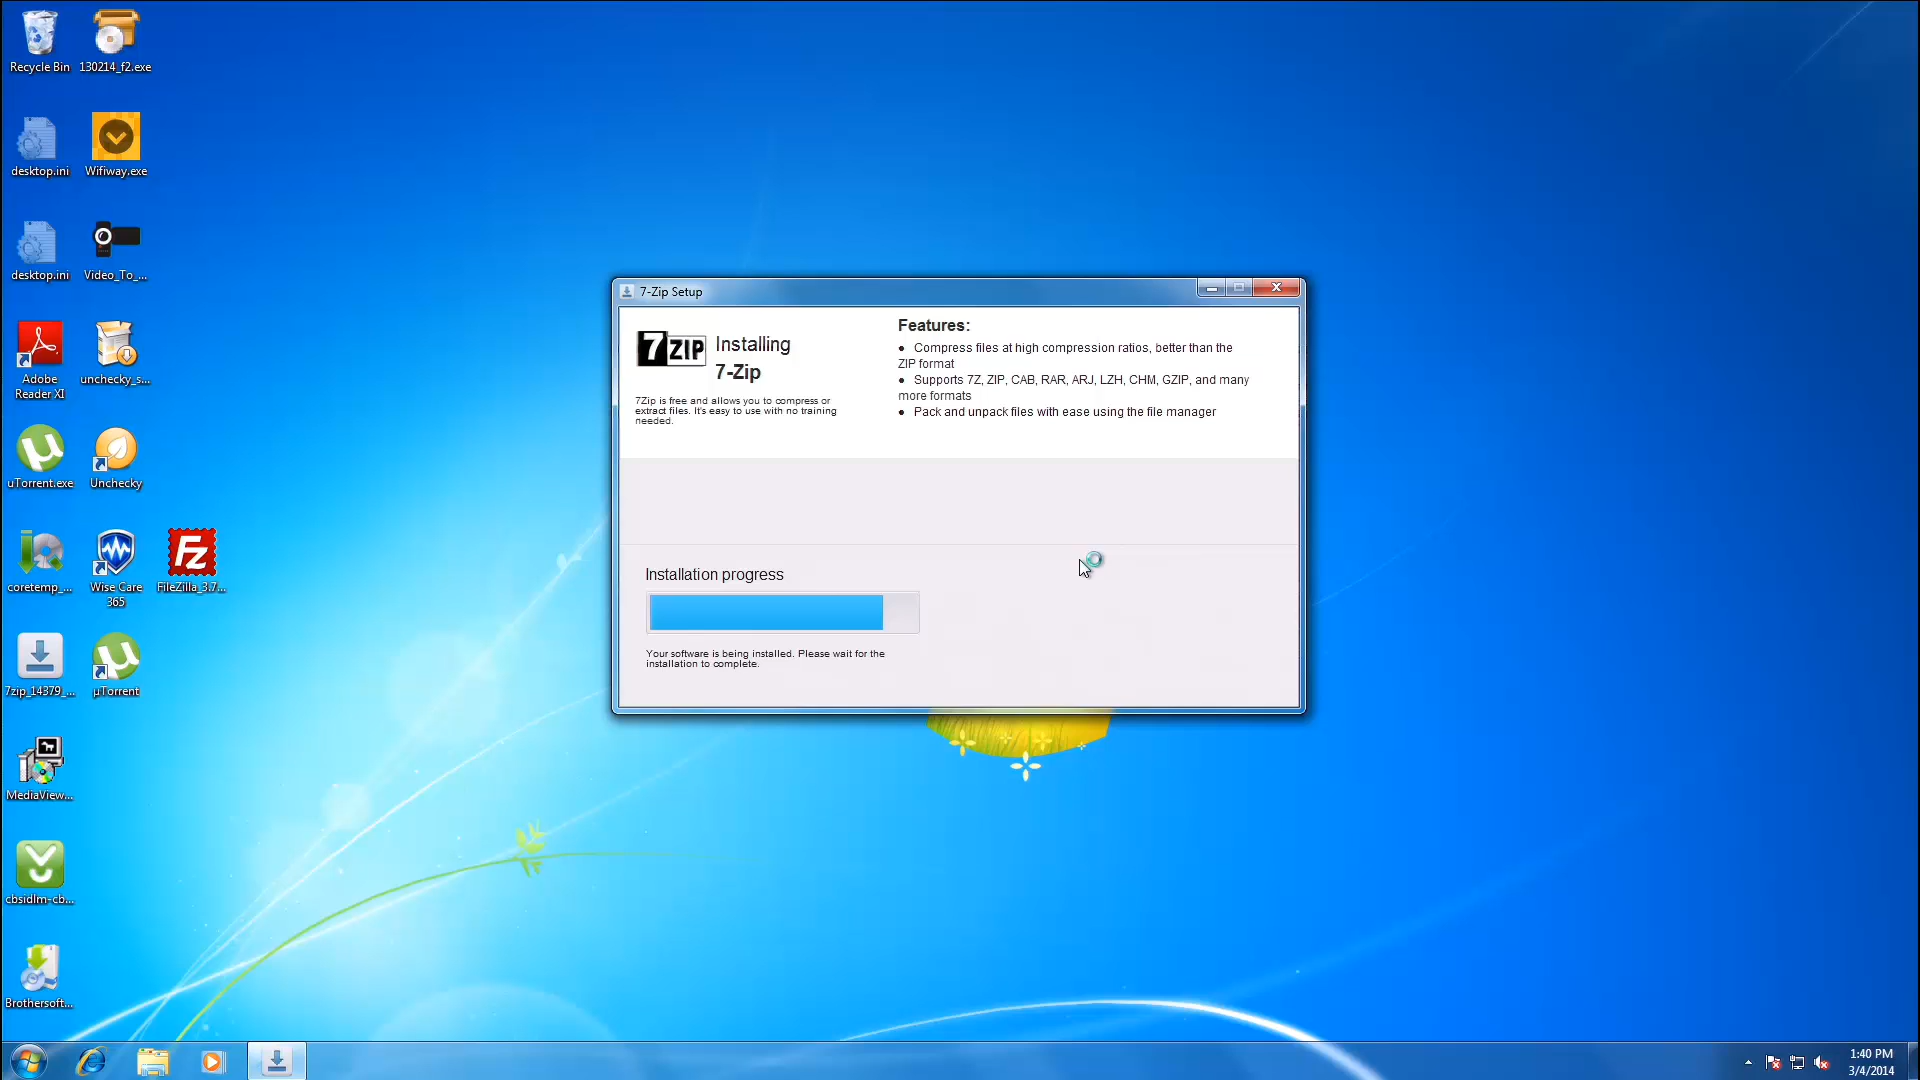 Recycle Bin
130214_f2.exe
desktop.ini
Wifiway.exe
desktop.ini
Video_To_...
Adobe
Reader XI
unchecky_s...
uTorrent.exe
Unchecky
coretemp_...
Wise Care
365
FileZilla_3.7...
7zip_14379_...
µTorrent
MediaView...
cbsidlm-cb...
Brothersoft...
7-Zip Setup
7ZIP
Installing
7-Zip
7Zip is free and allows you to compress or
extract files. It's easy to use with no training
needed.
Features:
● Compress files at high compression ratios, better than the
ZIP format
● Supports 7Z, ZIP, CAB, RAR, ARJ, LZH, CHM, GZIP, and many
more formats
● Pack and unpack files with ease using the file manager
Installation progress
Your software is being installed. Please wait for the
installation to complete.
1:40 PM
3/4/2014